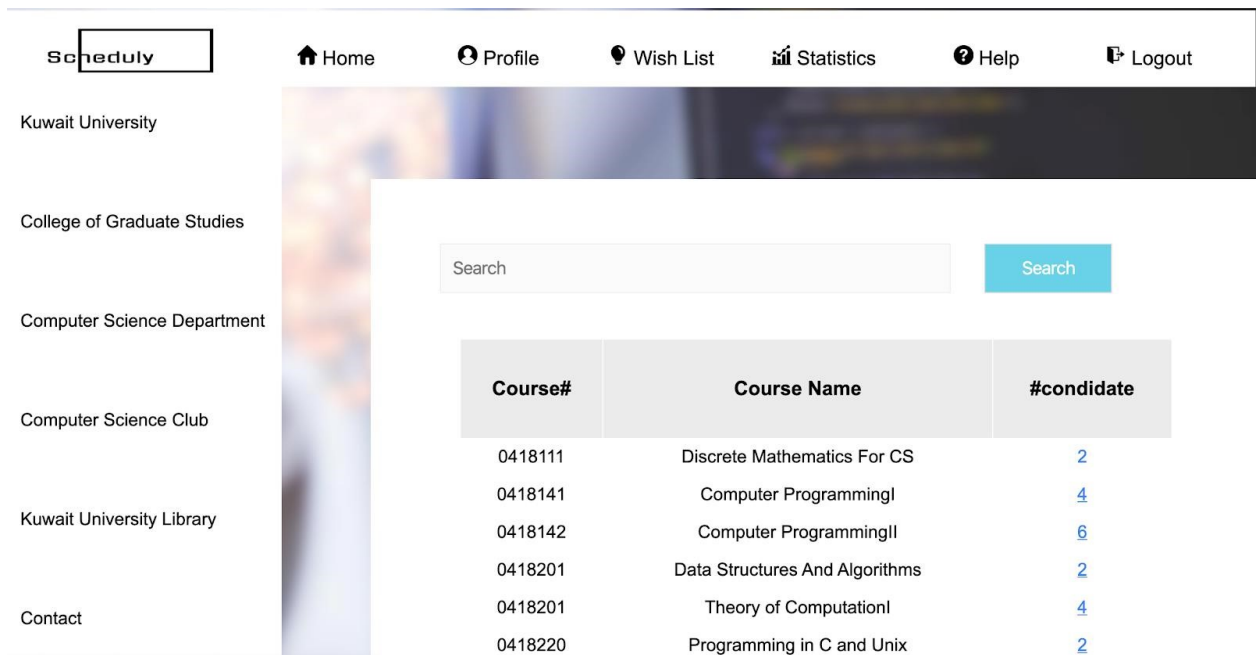 Scheduly
Home Profile Wish List Statistics Help Logout
Kuwait University
College of Graduate Studies
Computer Science Department
Computer Science Club
Kuwait University Library
Contact
Search Search
Course# Course Name #condidate
0418111 Discrete Mathematics For CS 2
0418141 Computer ProgrammingI 4
0418142 Computer ProgrammingII 6
0418201 Data Structures And Algorithms 2
0418201 Theory of ComputationI 4
0418220 Programming in C and Unix 2